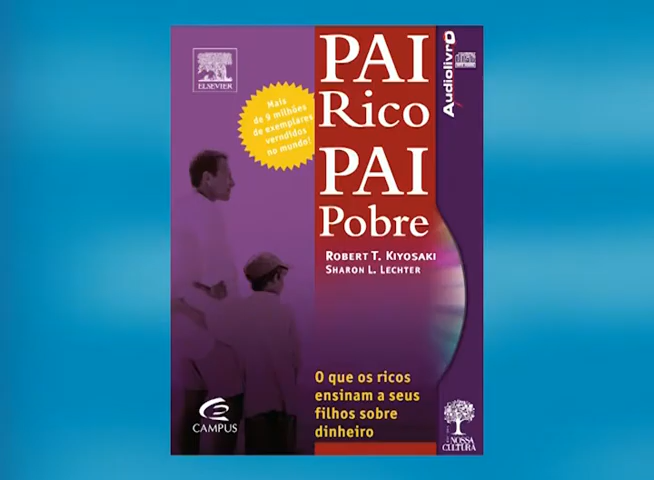 ELSEVIER
Mais
de 9 milhões
de exemplares
vendidos
no mundo!
PAI
Rico
PAI
Pobre
Audiolivro
ROBERT T. KIYOSAKI
SHARON L. LECHTER
O que os ricos
ensinam a seus
filhos sobre
dinheiro
CAMPUS
NOSSA
CULTURA